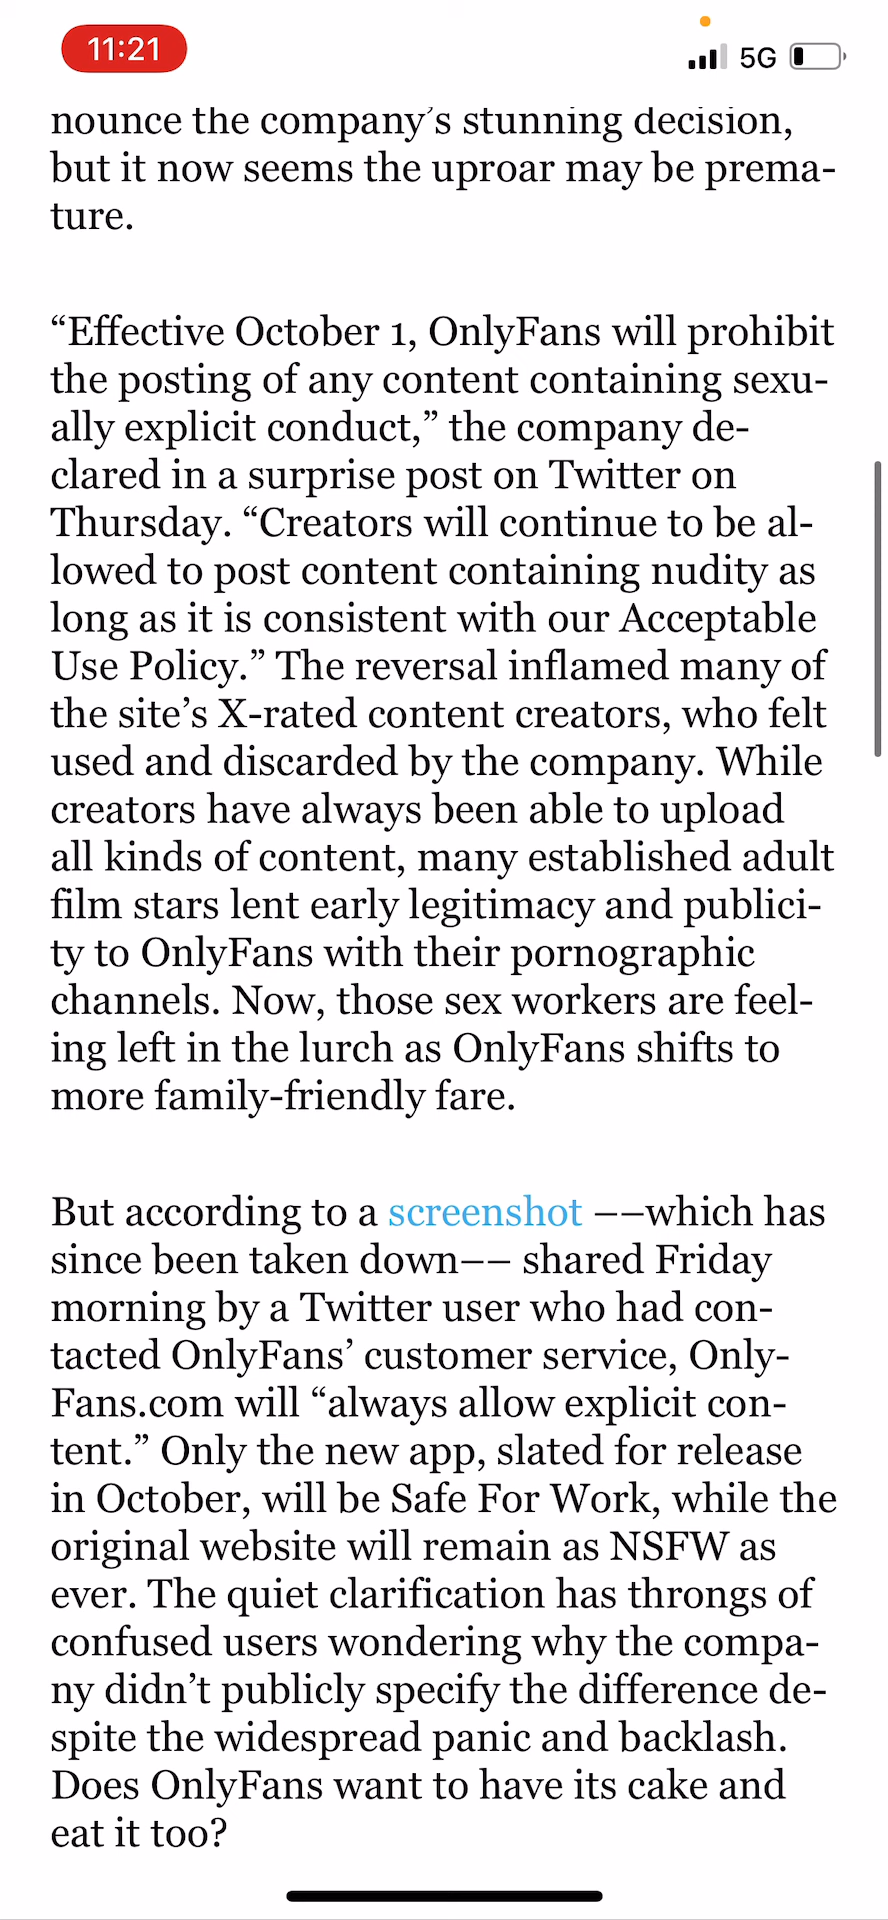 11:21
5G
nounce the company's stunning decision,
but it now seems the uproar may be prema-
ture.
“Effective October 1, OnlyFans will prohibit
the posting of any content containing sexu-
ally explicit conduct,” the company de-
clared in a surprise post on Twitter on
Thursday. “Creators will continue to be al-
lowed to post content containing nudity as
long as it is consistent with our Acceptable
Use Policy.” The reversal inflamed many of
the site’s X-rated content creators, who felt
used and discarded by the company. While
creators have always been able to upload
all kinds of content, many established adult
film stars lent early legitimacy and publici-
ty to OnlyFans with their pornographic
channels. Now, those sex workers are feel-
ing left in the lurch as OnlyFans shifts to
more family-friendly fare.
But according to a screenshot ––which has
since been taken down–– shared Friday
morning by a Twitter user who had con-
tacted OnlyFans’ customer service, Only-
Fans.com will “always allow explicit con-
tent.” Only the new app, slated for release
in October, will be Safe For Work, while the
original website will remain as NSFW as
ever. The quiet clarification has throngs of
confused users wondering why the compa-
ny didn’t publicly specify the difference de-
spite the widespread panic and backlash.
Does OnlyFans want to have its cake and
eat it too?